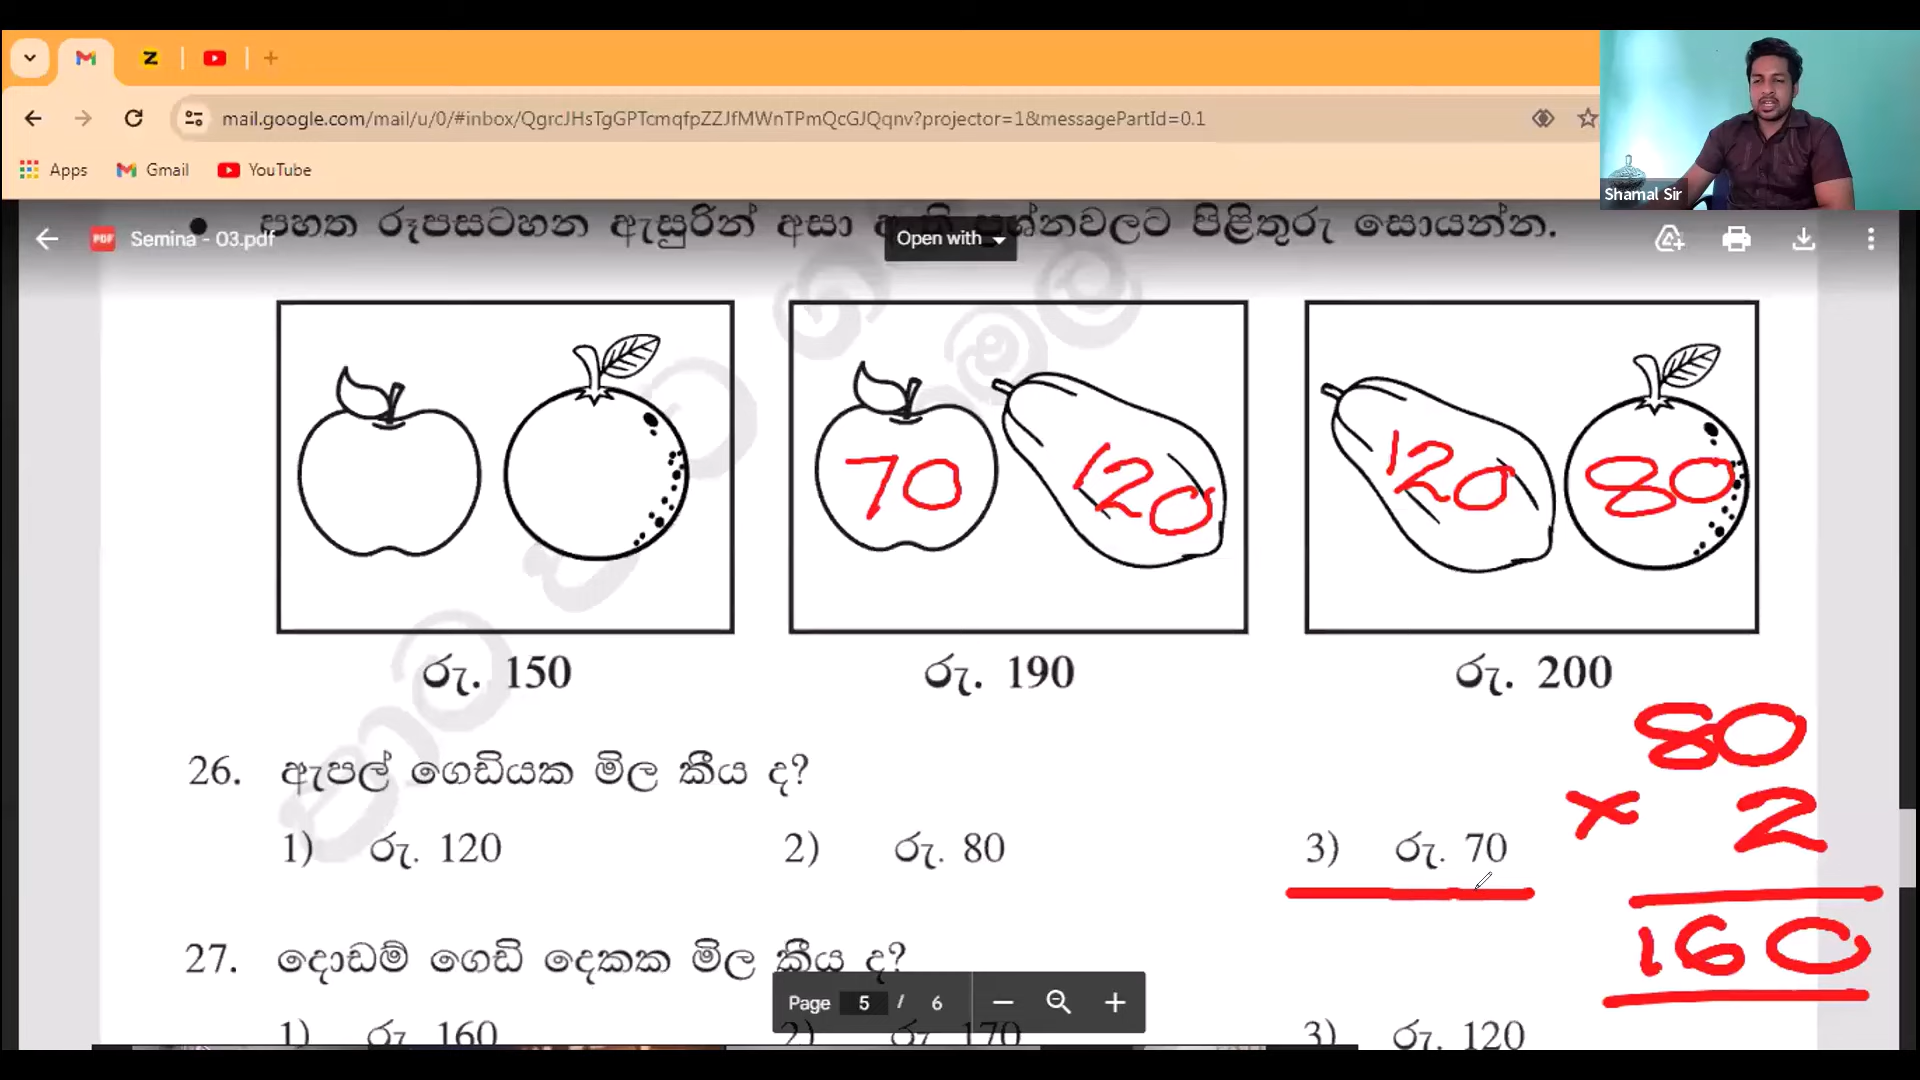 mail.google.com/mail/u/0/#inbox/QgrcJHsTgGPTcmqfpZZJfMWnTPmQcGJQqnv?projector=1&messagePartId=0.1
Apps Gmail YouTube
Shamal Sir
පහත රූපසටහන ඇසුරින් අසා ඇති ප්‍රශ්නවලට පිළිතුරු සොයන්න.
PDF Semina - 03.pdf Open with
70 120 120 80
රු. 150 රු. 190 රු. 200
80
× 2
160
26. ඇපල් ගෙඩියක මිල කීය ද?
1) රු. 120 2) රු. 80 3) රු. 70
27. දොඩම් ගෙඩි දෙකක මිල කීය ද?
Page 5 / 6
1) රු 160 2) රු 170 3) රු. 120